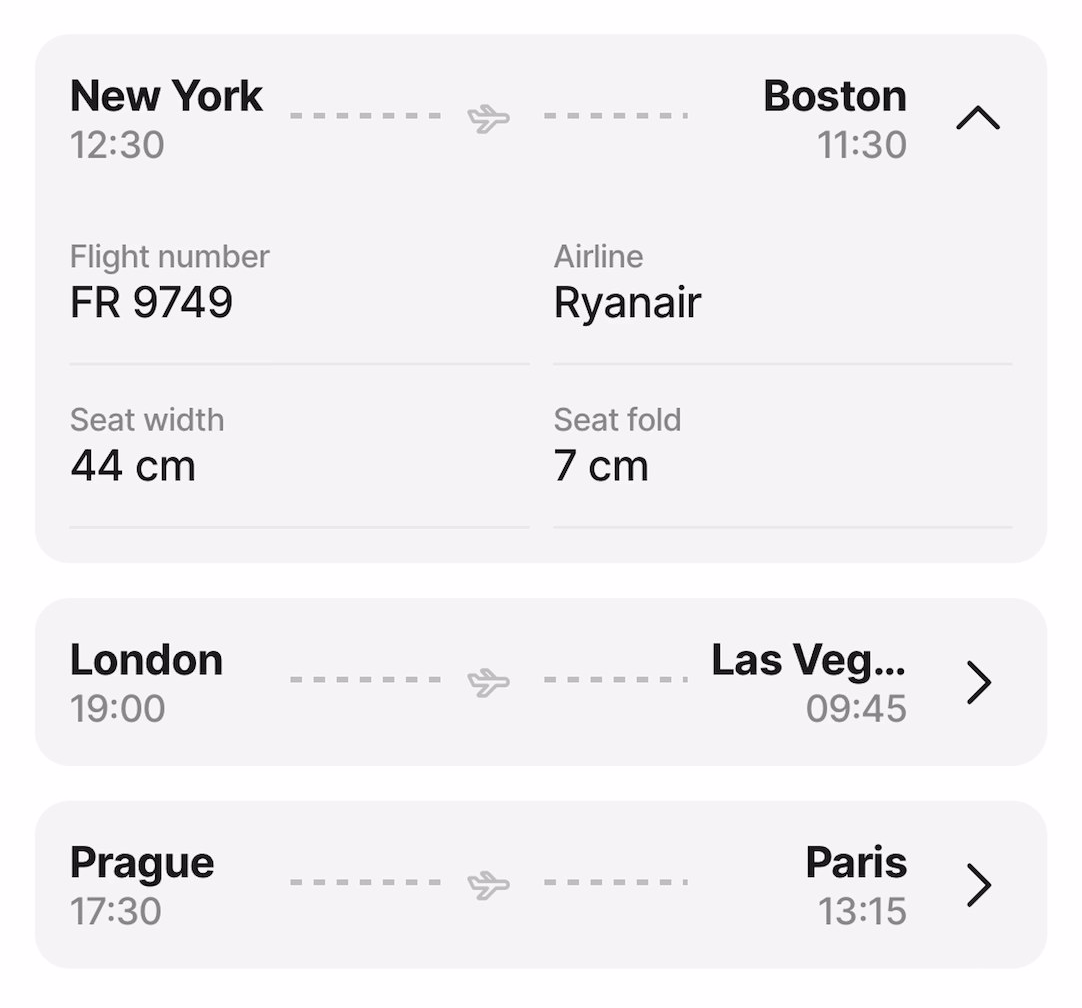 New York Boston
12:30 11:30
Flight number Airline
FR 9749 Ryanair
Seat width Seat fold
44 cm 7 cm
London Las Veg...
19:00 09:45
Prague Paris
17:30 13:15